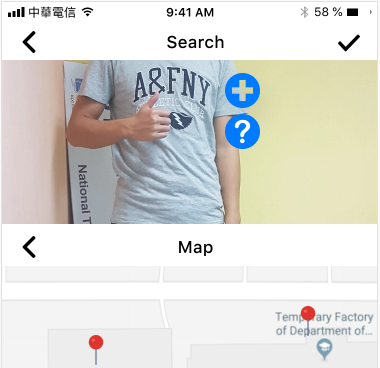 中華電信 9:41 AM 58 %
Search
A&FNY
National T
?
Map
Temporary Factory
of Department of...